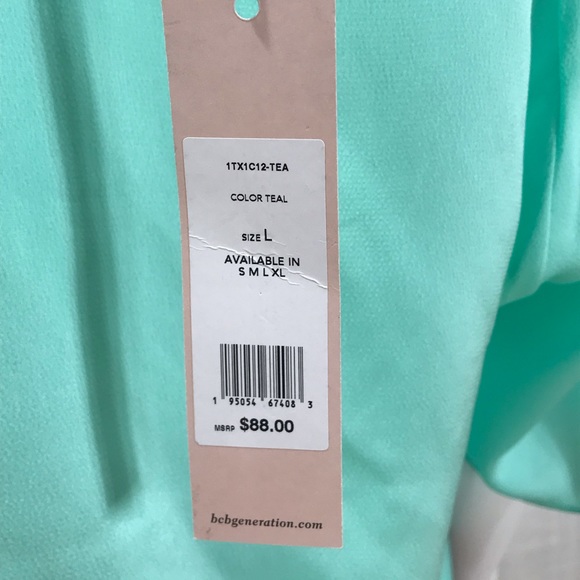 1TX1C12-TEA
COLOR TEAL
SIZE L
AVAILABLE IN
S M L XL
1 95054 67408 3
MSRP $88.00
bcbgeneration.com